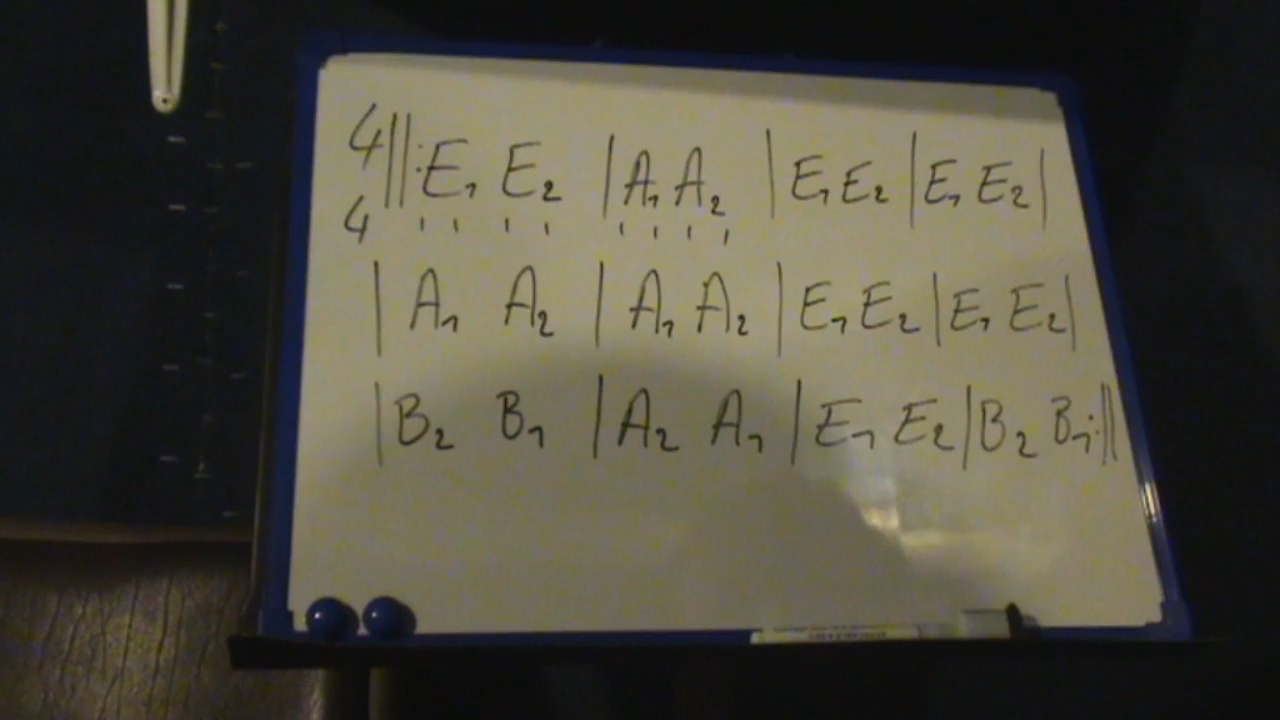 4/4 ||: E1 E2 | A1 A2 | E1 E2 | E1 E2 |
| A1 A2 | A1 A2 | E1 E2 | E1 E2 |
| B2 B1 | A2 A1 | E1 E2 | B2 B1 :||